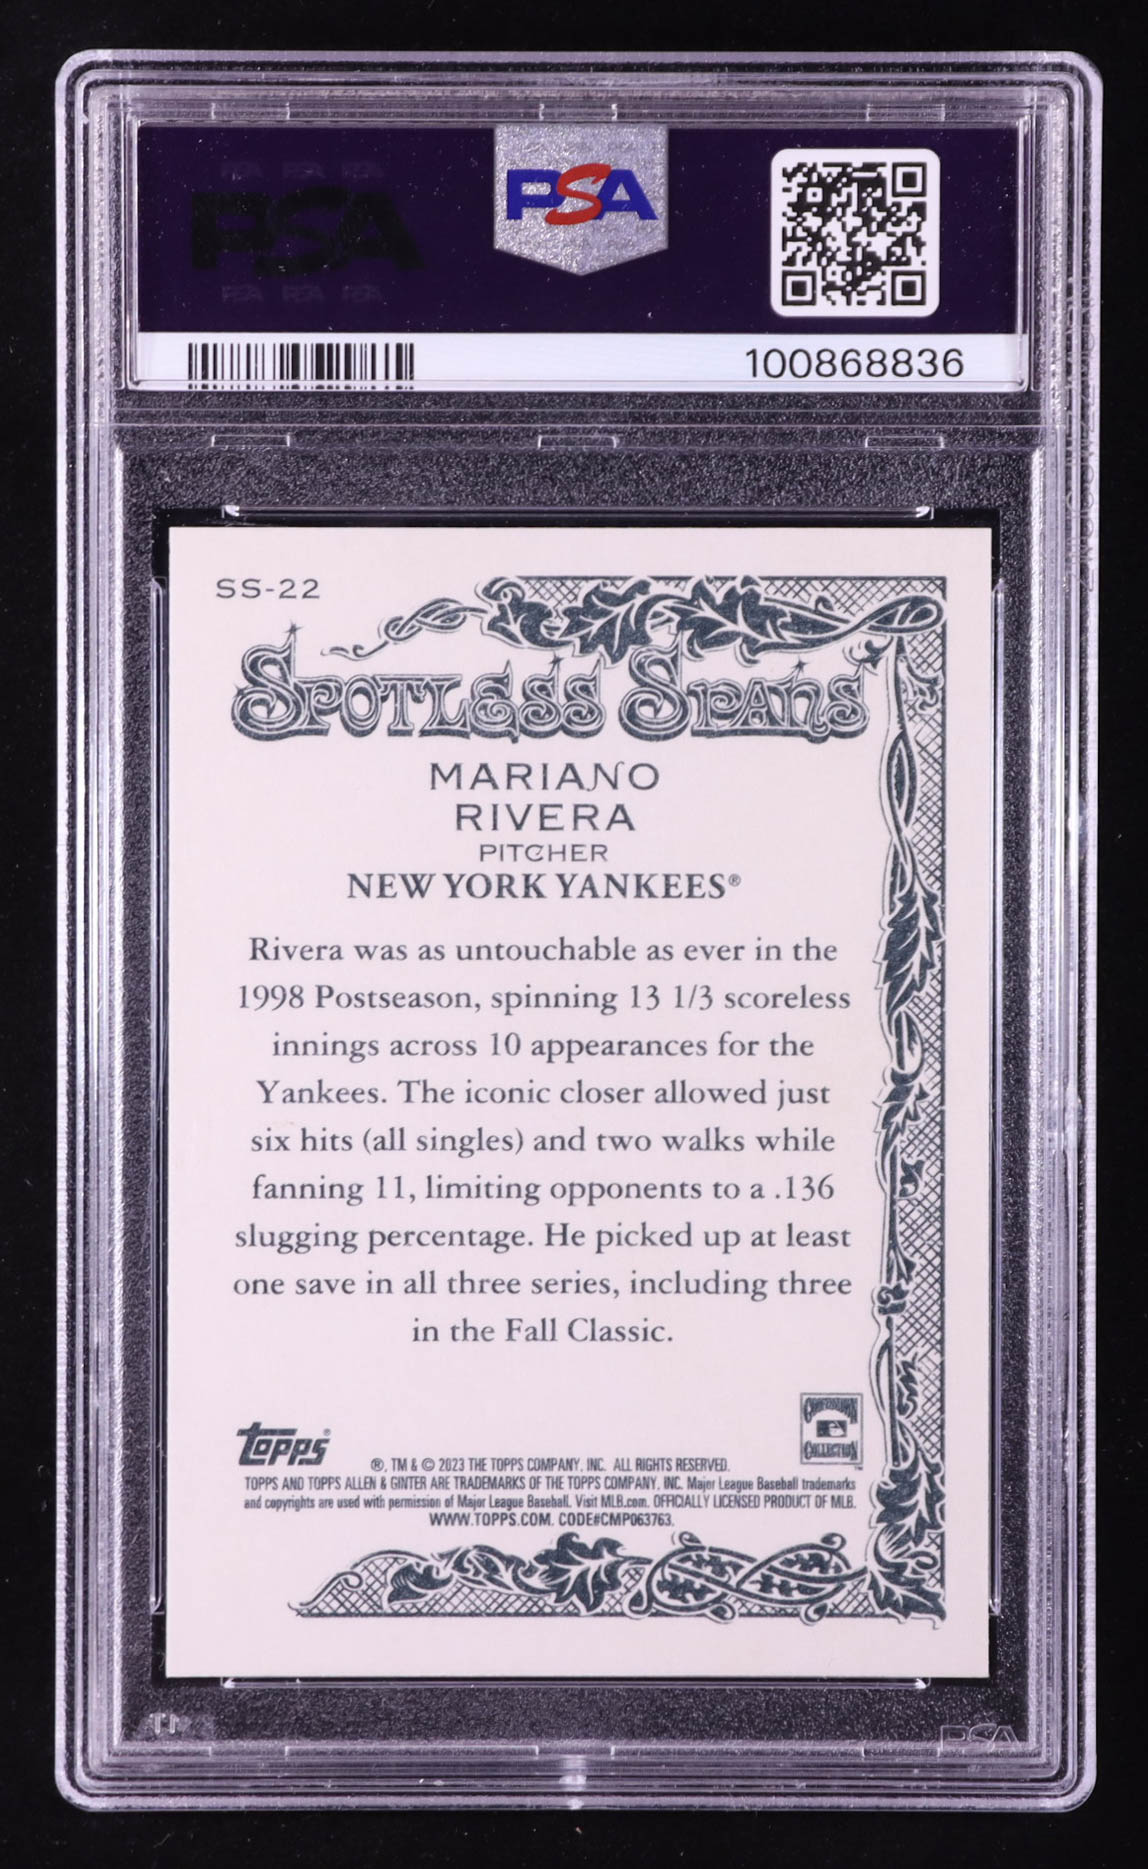 PSA
PSA
100868836
SS-22
SPOTLESS SPANS
MARIANO
RIVERA
PITCHER
NEW YORK YANKEES®
Rivera was as untouchable as ever in the
1998 Postseason, spinning 13 1/3 scoreless
innings across 10 appearances for the
Yankees. The iconic closer allowed just
six hits (all singles) and two walks while
fanning 11, limiting opponents to a .136
slugging percentage. He picked up at least
one save in all three series, including three
in the Fall Classic.
topps®
COOPERSTOWN
COLLECTION
®, TM & © 2023 THE TOPPS COMPANY, INC. ALL RIGHTS RESERVED.
TOPPS AND TOPPS ALLEN & GINTER ARE TRADEMARKS OF THE TOPPS COMPANY, INC. Major League Baseball trademarks
and copyrights are used with permission of Major League Baseball. Visit MLB.com. OFFICIALLY LICENSED PRODUCT OF MLB.
WWW.TOPPS.COM. CODE#CMP063763.
PSA